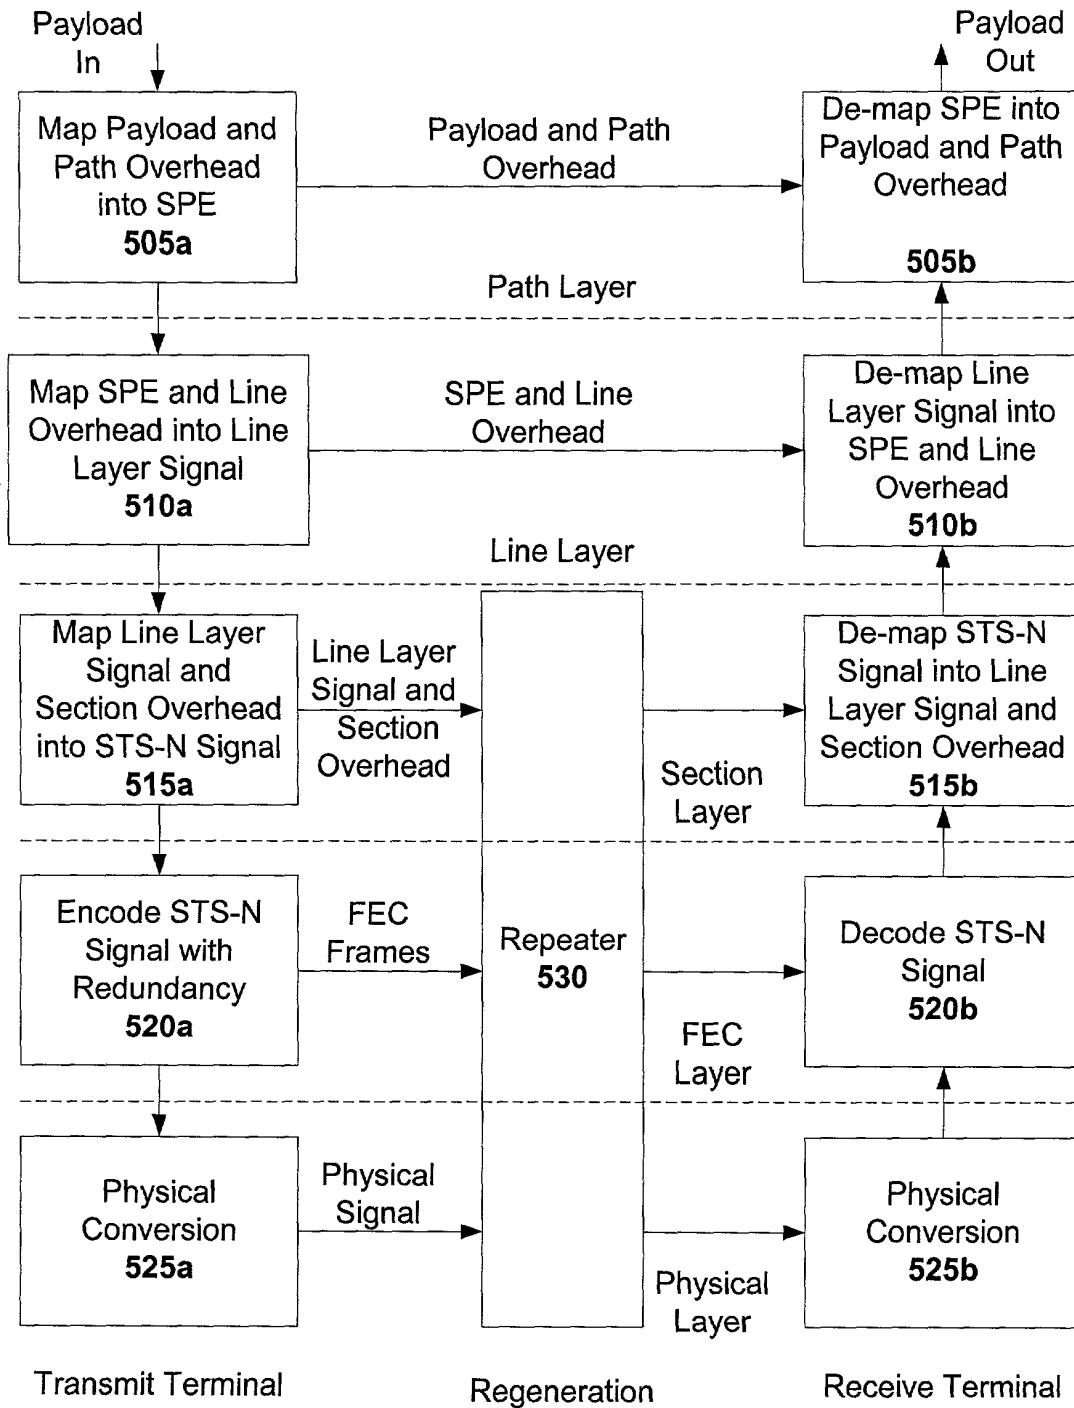 Payload
In
Payload
Out
Map Payload and
Path Overhead
into SPE
505a
Payload and Path
Overhead
De-map SPE into
Payload and Path
Overhead
505b
Path Layer
Map SPE and Line
Overhead into Line
Layer Signal
510a
SPE and Line
Overhead
De-map Line
Layer Signal into
SPE and Line
Overhead
510b
Line Layer
Map Line Layer
Signal and
Section Overhead
into STS-N Signal
515a
Line Layer
Signal and
Section
Overhead
De-map STS-N
Signal into Line
Layer Signal and
Section Overhead
515b
Section
Layer
Encode STS-N
Signal with
Redundancy
520a
FEC
Frames
Repeater
530
Decode STS-N
Signal
520b
FEC
Layer
Physical
Conversion
525a
Physical
Signal
Physical
Conversion
525b
Physical
Layer
Transmit Terminal
Regeneration
Receive Terminal